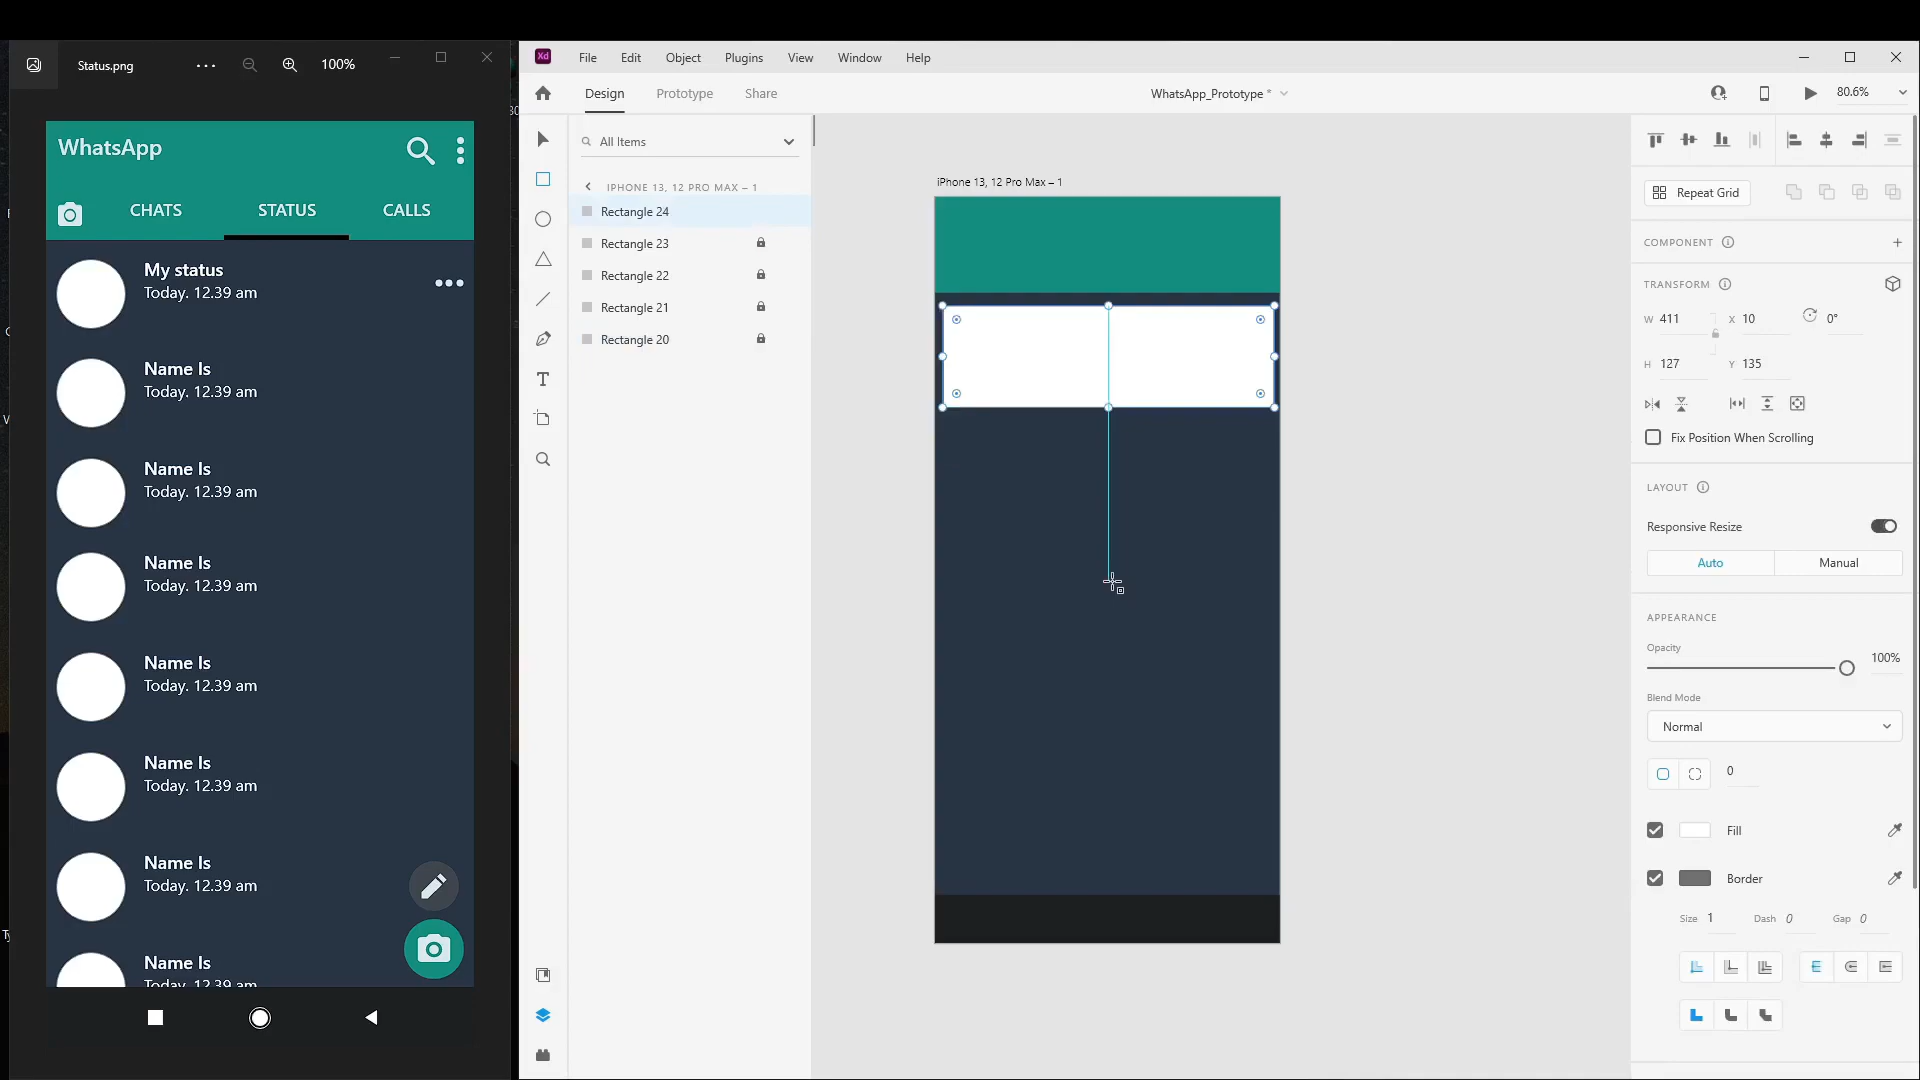 Status.png
100%
WhatsApp
CHATS
STATUS
CALLS
My status
Today. 12.39 am
Name Is
Today. 12.39 am
Name Is
Today. 12.39 am
Name Is
Today. 12.39 am
Name Is
Today. 12.39 am
Name Is
Today. 12.39 am
Name Is
Today. 12.39 am
Name Is
Today. 12.39 am
Xd
File
Edit
Object
Plugins
View
Window
Help
Design
Prototype
Share
WhatsApp_Prototype *
80.6%
All Items
IPHONE 13, 12 PRO MAX – 1
Rectangle 24
Rectangle 23
Rectangle 22
Rectangle 21
Rectangle 20
iPhone 13, 12 Pro Max – 1
Repeat Grid
COMPONENT
TRANSFORM
W 411
X 10
0°
H 127
Y 135
Fix Position When Scrolling
LAYOUT
Responsive Resize
Auto
Manual
APPEARANCE
Opacity
100%
Blend Mode
Normal
0
Fill
Border
Size 1
Dash 0
Gap 0